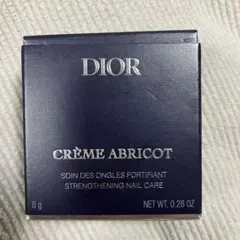 DIOR
CRÈME ABRICOT
SOIN DES ONGLES FORTIFIANT
STRENGTHENING NAIL CARE
8 g NET WT. 0.28 OZ